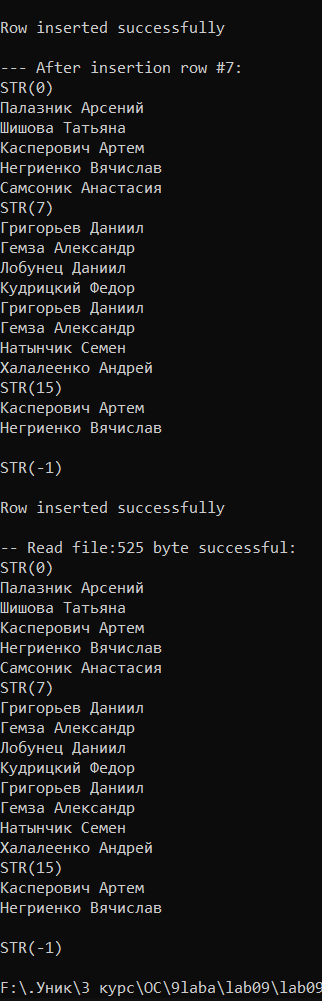 Row inserted successfully
--- After insertion row #7:
STR(0)
Палазник Арсений
Шишова Татьяна
Касперович Артем
Негриенко Вячислав
Самсоник Анастасия
STR(7)
Григорьев Даниил
Гемза Александр
Лобунец Даниил
Кудрицкий Федор
Григорьев Даниил
Гемза Александр
Натынчик Семен
Халалеенко Андрей
STR(15)
Касперович Артем
Негриенко Вячислав
STR(-1)
Row inserted successfully
-- Read file:525 byte successful:
STR(0)
Палазник Арсений
Шишова Татьяна
Касперович Артем
Негриенко Вячислав
Самсоник Анастасия
STR(7)
Григорьев Даниил
Гемза Александр
Лобунец Даниил
Кудрицкий Федор
Григорьев Даниил
Гемза Александр
Натынчик Семен
Халалеенко Андрей
STR(15)
Касперович Артем
Негриенко Вячислав
STR(-1)
F:\.Уник\3 курс\ОС\9laba\lab09\lab09